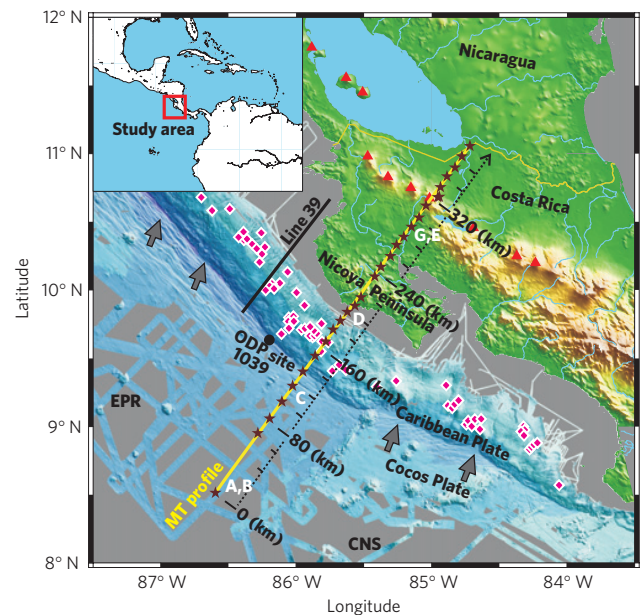 12° N
11° N
10° N
9° N
8° N
Latitude
87° W
86° W
85° W
84° W
Longitude
Study area
Nicaragua
Costa Rica
Line 39
Nicoya Peninsula
ODP site
1039
EPR
CNS
MT profile
Caribbean Plate
Cocos Plate
A,B
C
D
G,E
0 (km)
80 (km)
160 (km)
240 (km)
320 (km)